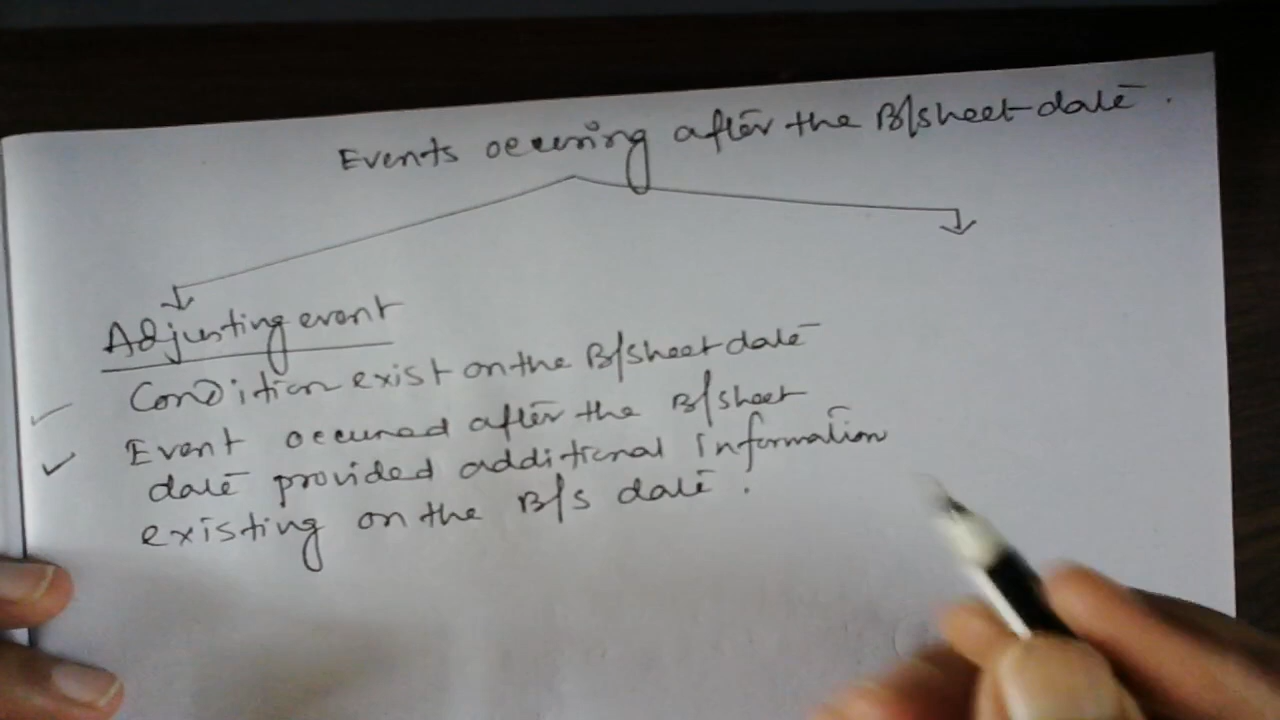 Events occuring after the B/sheet date.
Adjusting event
Condition exist on the B/sheet date
Event occured after the B/sheet
date provided additional information
existing on the B/s date.